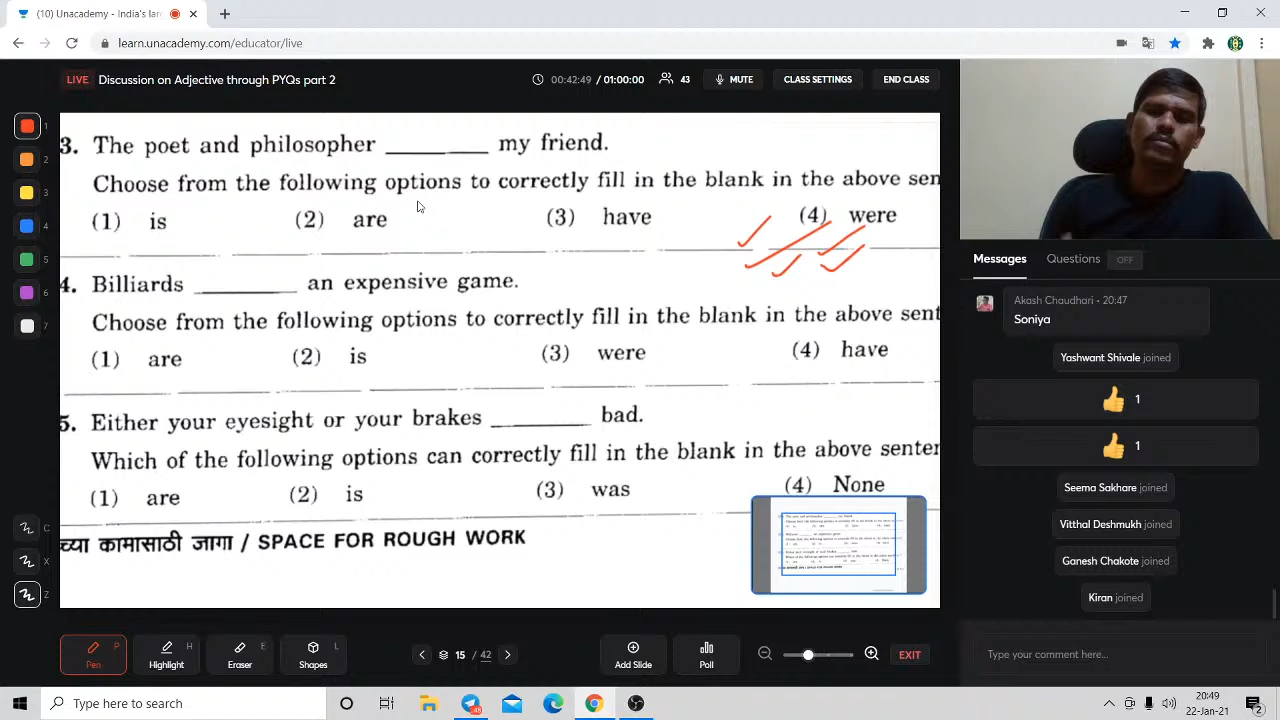 (10) Unacademy - India's lar
learn.unacademy.com/educator/live
LIVE Discussion on Adjective through PYQs part 2
00:42:49 / 01:00:00 43 MUTE CLASS SETTINGS END CLASS
3. The poet and philosopher ________ my friend.
Choose from the following options to correctly fill in the blank in the above sen
(1) is (2) are (3) have (4) were
4. Billiards ________ an expensive game.
Choose from the following options to correctly fill in the blank in the above sent
(1) are (2) is (3) were (4) have
5. Either your eyesight or your brakes ________ bad.
Which of the following options can correctly fill in the blank in the above senten
(1) are (2) is (3) was (4) None
च्या कामासाठी जागा / SPACE FOR ROUGH WORK
1
2
3
4
5
6
7
C
Z
Messages Questions OFF
Akash Chaudhari • 20:47
Soniya
Yashwant Shivale joined
1
1
Seema Sakhare joined
Vitthal Deshmukh joined
Ganesh Chakote joined
Kiran joined
Type your comment here...
P Pen
H Highlight
E Eraser
L Shapes
15 / 42
Add Slide
Poll
EXIT
Type here to search
48
20:49
22-Jan-21
2